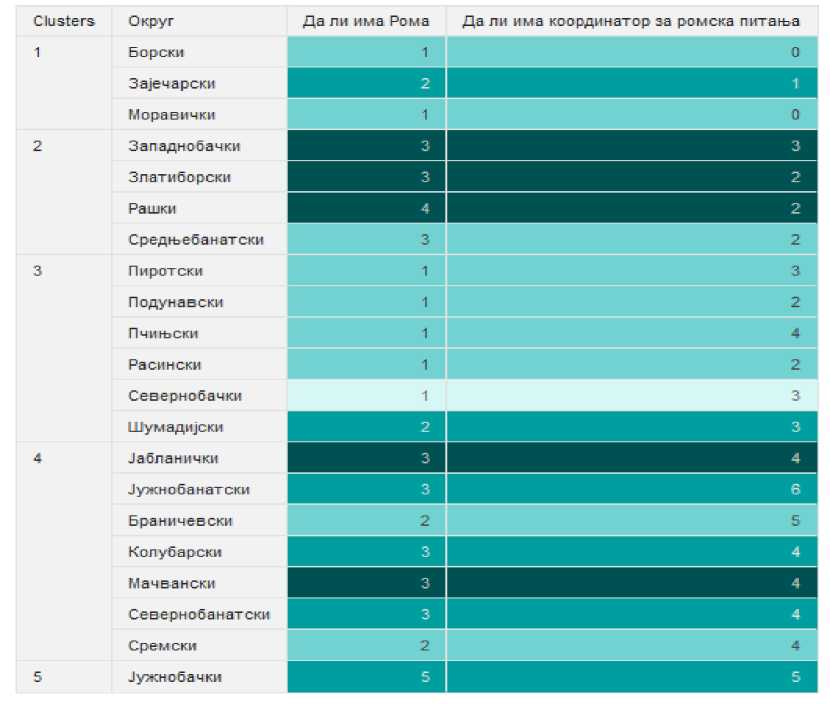 Clusters Округ Да ли има Рома Да ли има координатор за ромска питања
1 Борски 1 0
Зајечарски 2 1
Моравички 1 0
2 Западнобачки 3 3
Златиборски 3 2
Рашки 4 2
Средњебанатски 3 2
3 Пиротски 1 3
Подунавски 1 2
Пчињски 1 4
Расински 1 2
Севернобачки 1 3
Шумадијски 2 3
4 Јабланички 3 4
Јужнобанатски 3 6
Браничевски 2 5
Колубарски 3 4
Мачвански 3 4
Севернобанатски 3 4
Сремски 2 4
5 Јужнобачки 5 5